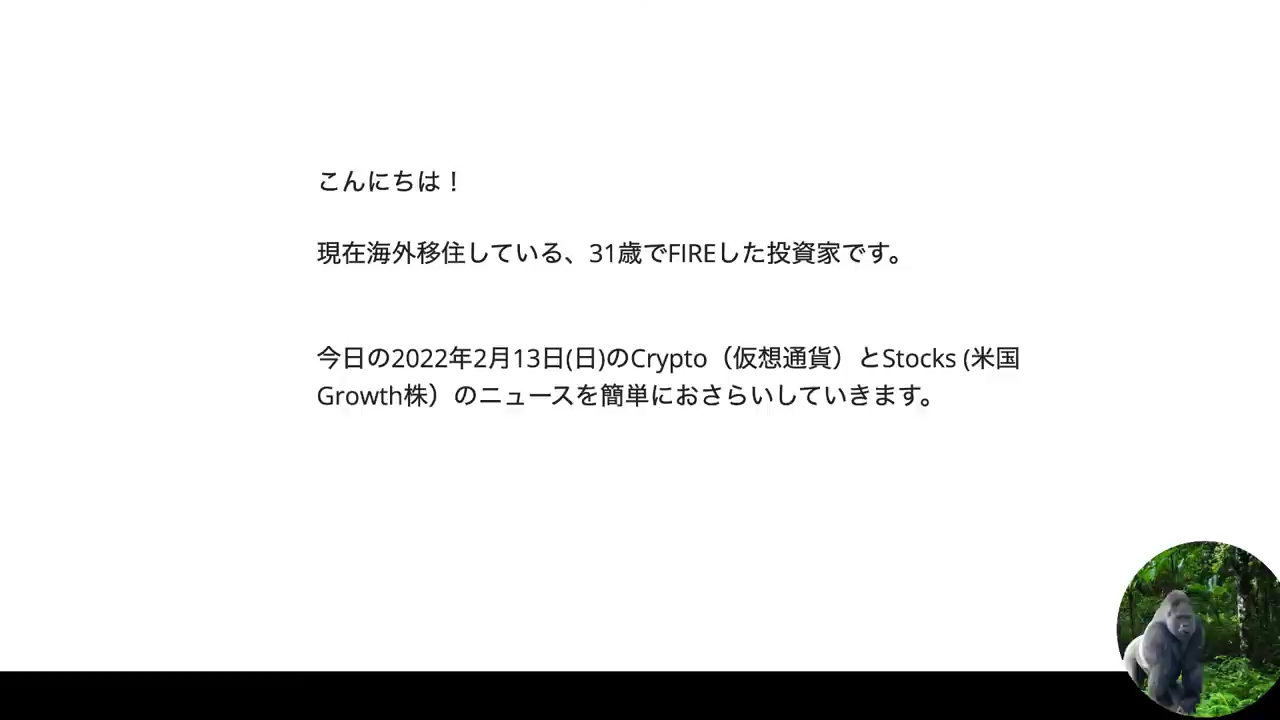 こんにちは！
現在海外移住している、31歳でFIREした投資家です。
今日の2022年2月13日(日)のCrypto（仮想通貨）とStocks (米国
Growth株）のニュースを簡単におさらいしていきます。